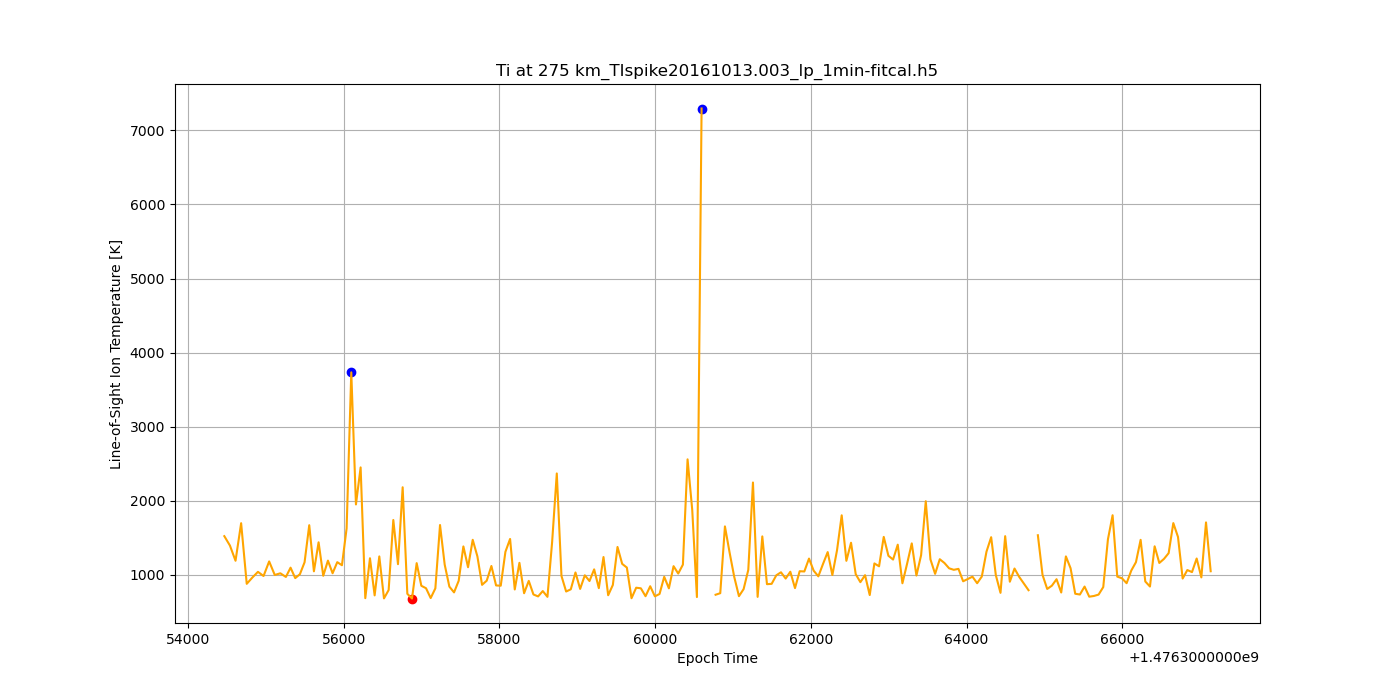 Ti at 275 km_TIspike20161013.003_lp_1min-fitcal.h5
Line-of-Sight Ion Temperature [K]
7000
6000
5000
4000
3000
2000
1000
54000 56000 58000 60000 62000 64000 66000
Epoch Time
+1.4763000000e9